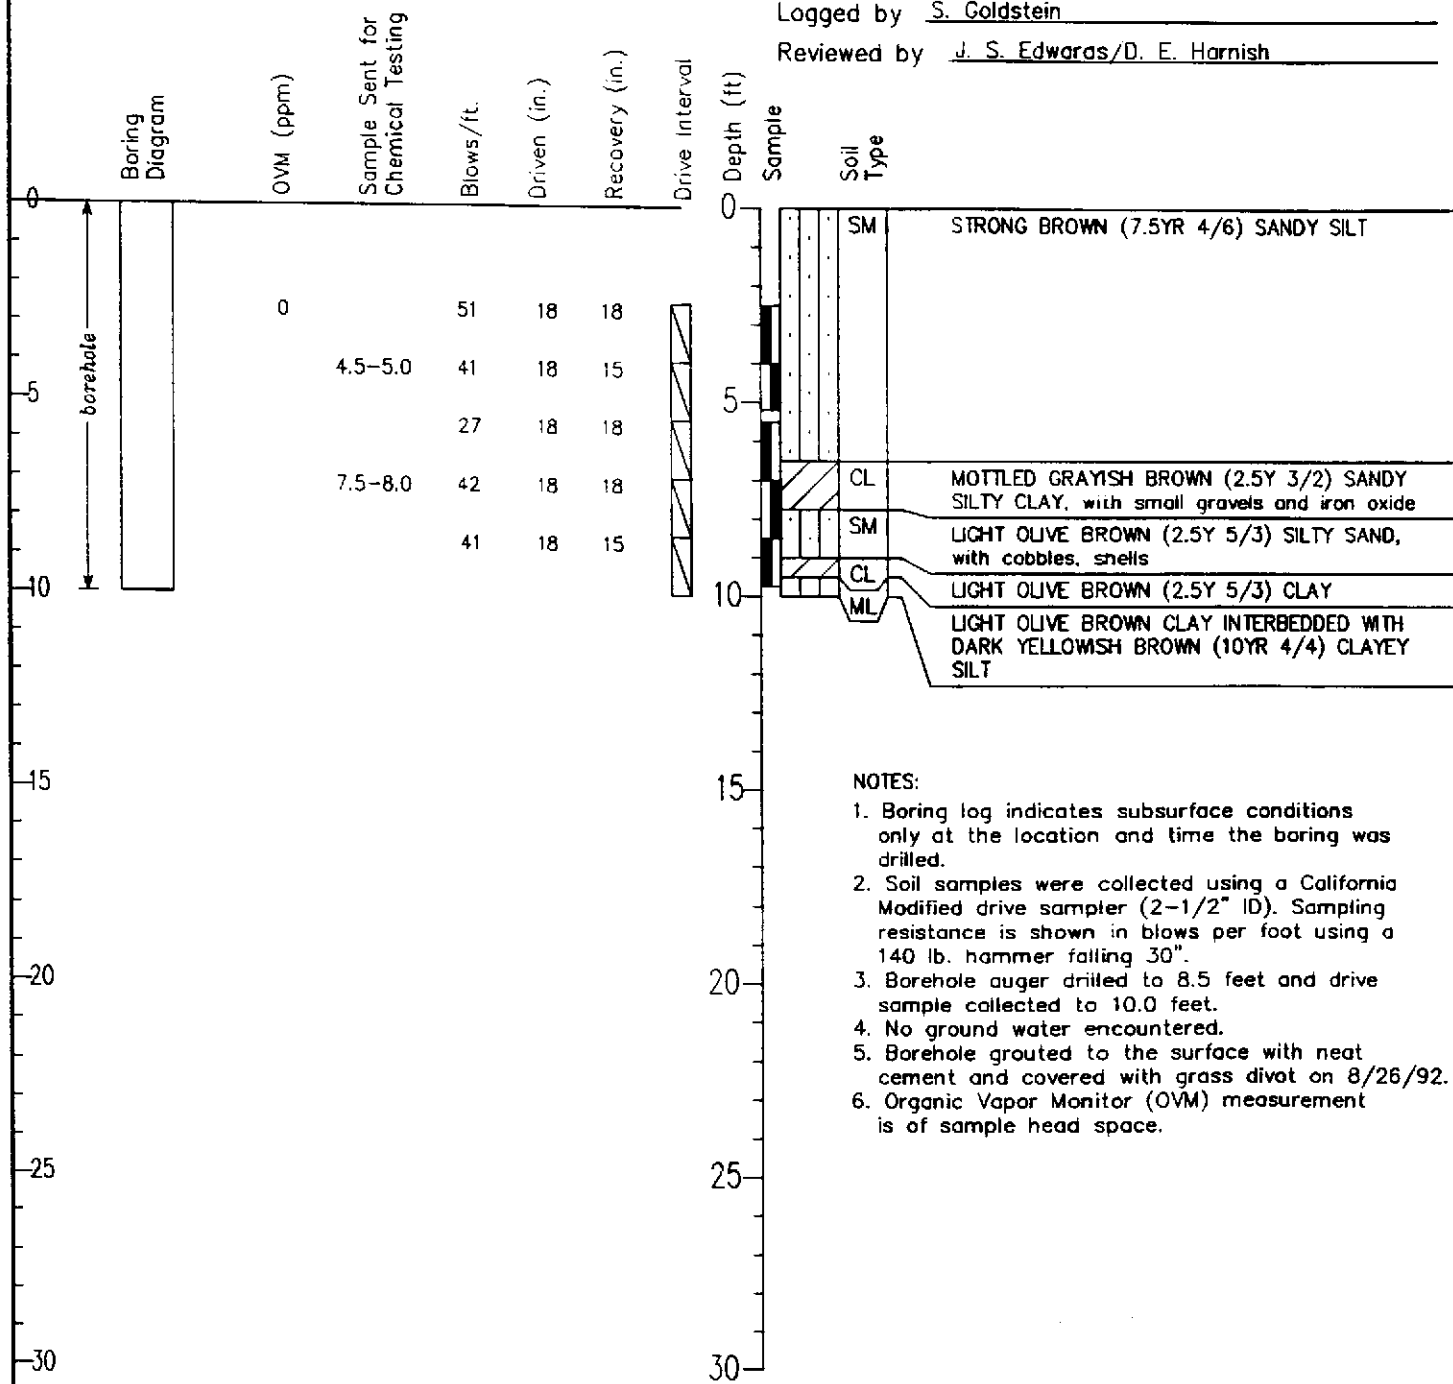 Logged by S. Goldstein
Reviewed by J. S. Edwards/D. E. Harnish
Boring
Diagram
OVM (ppm)
Sample Sent for
Chemical Testing
Blows/ft.
Driven (in.)
Recovery (in.)
Drive Interval
Depth (ft)
Sample
Soil
Type
0
5
10
15
20
25
30
borehole
0 51 18 18
4.5-5.0 41 18 15
27 18 18
7.5-8.0 42 18 18
41 18 15
0
5
10
15
20
25
30
SM STRONG BROWN (7.5YR 4/6) SANDY SILT
CL MOTTLED GRAYISH BROWN (2.5Y 3/2) SANDY
SILTY CLAY, with small gravels and iron oxide
SM LIGHT OLIVE BROWN (2.5Y 5/3) SILTY SAND,
with cobbles, shells
CL LIGHT OLIVE BROWN (2.5Y 5/3) CLAY
ML LIGHT OLIVE BROWN CLAY INTERBEDDED WITH
DARK YELLOWISH BROWN (10YR 4/4) CLAYEY
SILT
NOTES:
1. Boring log indicates subsurface conditions
only at the location and time the boring was
drilled.
2. Soil samples were collected using a California
Modified drive sampler (2-1/2" ID). Sampling
resistance is shown in blows per foot using a
140 lb. hammer falling 30".
3. Borehole auger drilled to 8.5 feet and drive
sample collected to 10.0 feet.
4. No ground water encountered.
5. Borehole grouted to the surface with neat
cement and covered with grass divot on 8/26/92.
6. Organic Vapor Monitor (OVM) measurement
is of sample head space.